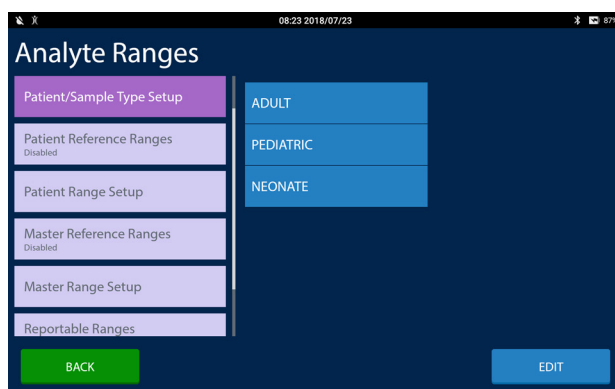 08:23 2018/07/23
87%
Analyte Ranges
Patient/Sample Type Setup
Patient Reference Ranges
Disabled
Patient Range Setup
Master Reference Ranges
Disabled
Master Range Setup
Reportable Ranges
ADULT
PEDIATRIC
NEONATE
BACK
EDIT